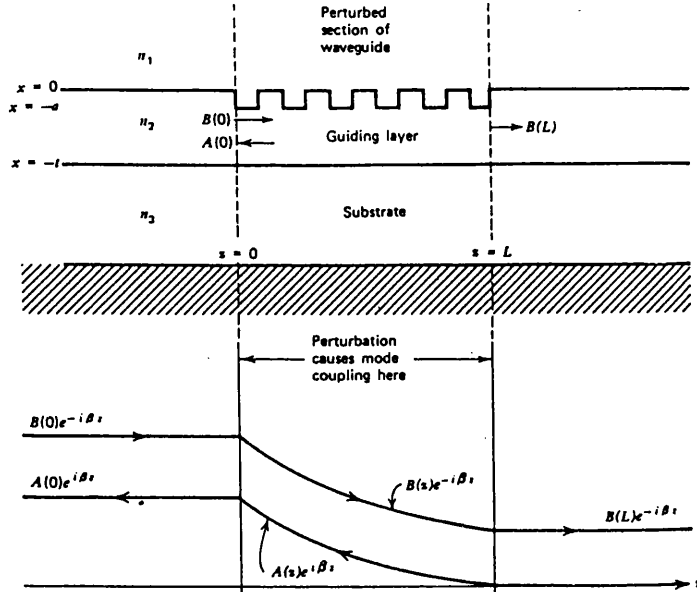 Perturbed
section of
waveguide
n₁
x = 0
x = −a
n₂
B(0)
A(0)
Guiding layer
B(L)
x = −t
n₃
Substrate
z = 0
z = L
Perturbation
causes mode
coupling here
B(0)e^{−iβz}
A(0)e^{iβz}
B(z)e^{−iβz}
B(L)e^{−iβz}
A(z)e^{iβz}